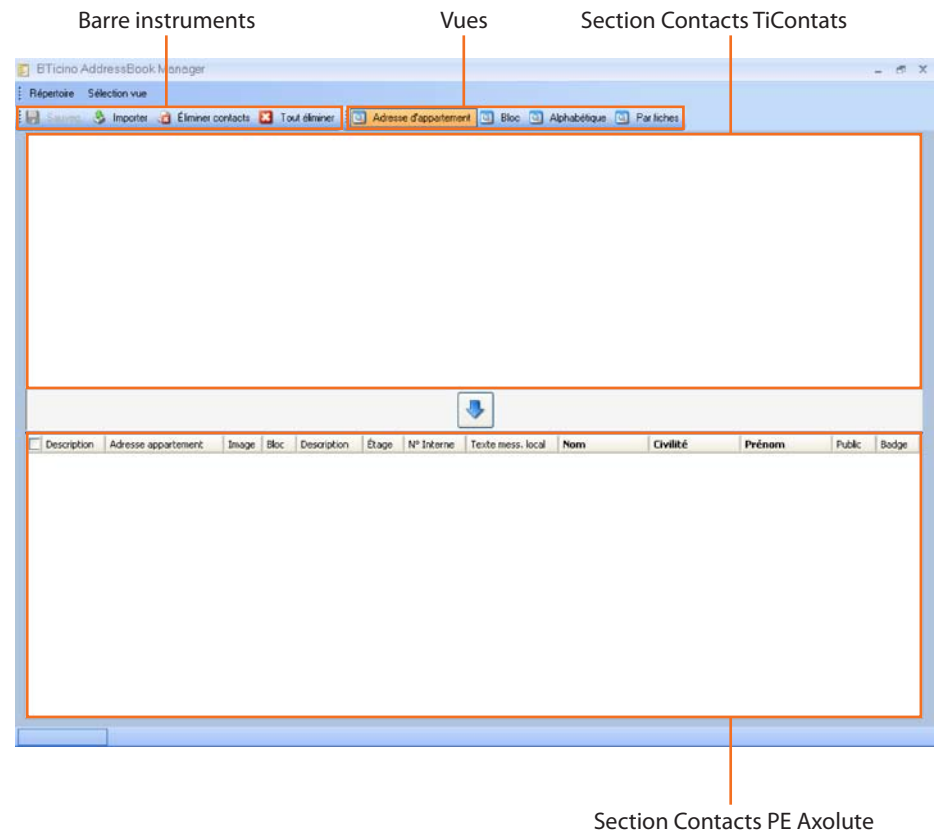 Barre instruments Vues Section Contacts TiContats
BTicino AddressBook Manager
Répertoire Sélection vue
Sauveg. Importer Éliminer contacts Tout éliminer Adresse d'appartement Bloc Alphabétique Par fiches
Description Adresse appartement Image Bloc Description Étage N° Interne Texte mess. local Nom Civilité Prénom Public Badge
Section Contacts PE Axolute